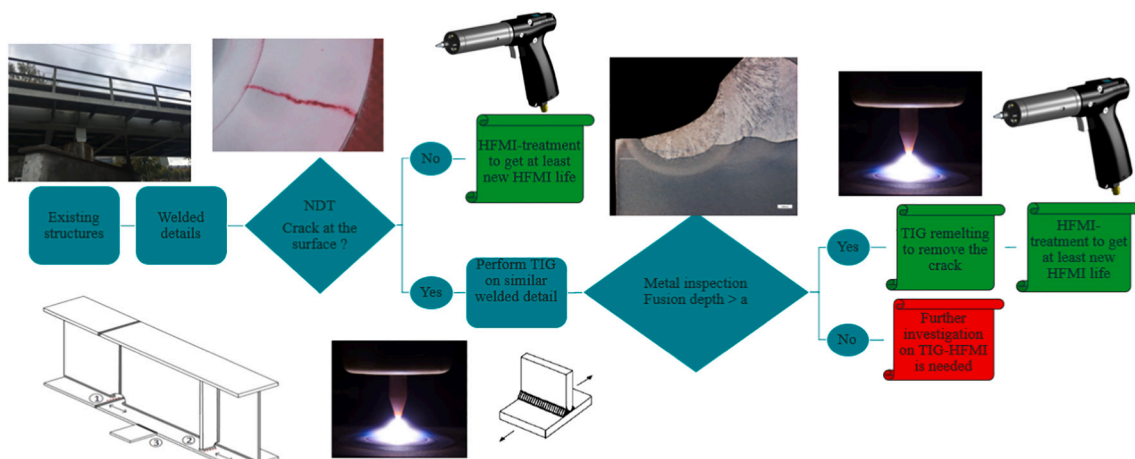 Existing
structures
Welded
details
NDT
Crack at the
surface ?
No
HFMI-treatment
to get at least
new HFMI life
Yes
Perform TIG
on similar
welded detail
Metal inspection
Fusion depth > a
Yes
TIG remelting
to remove the
crack
HFMI-
treatment to get
at least new
HFMI life
No
Further
investigation
on TIG-HFMI
is needed
①
②
③